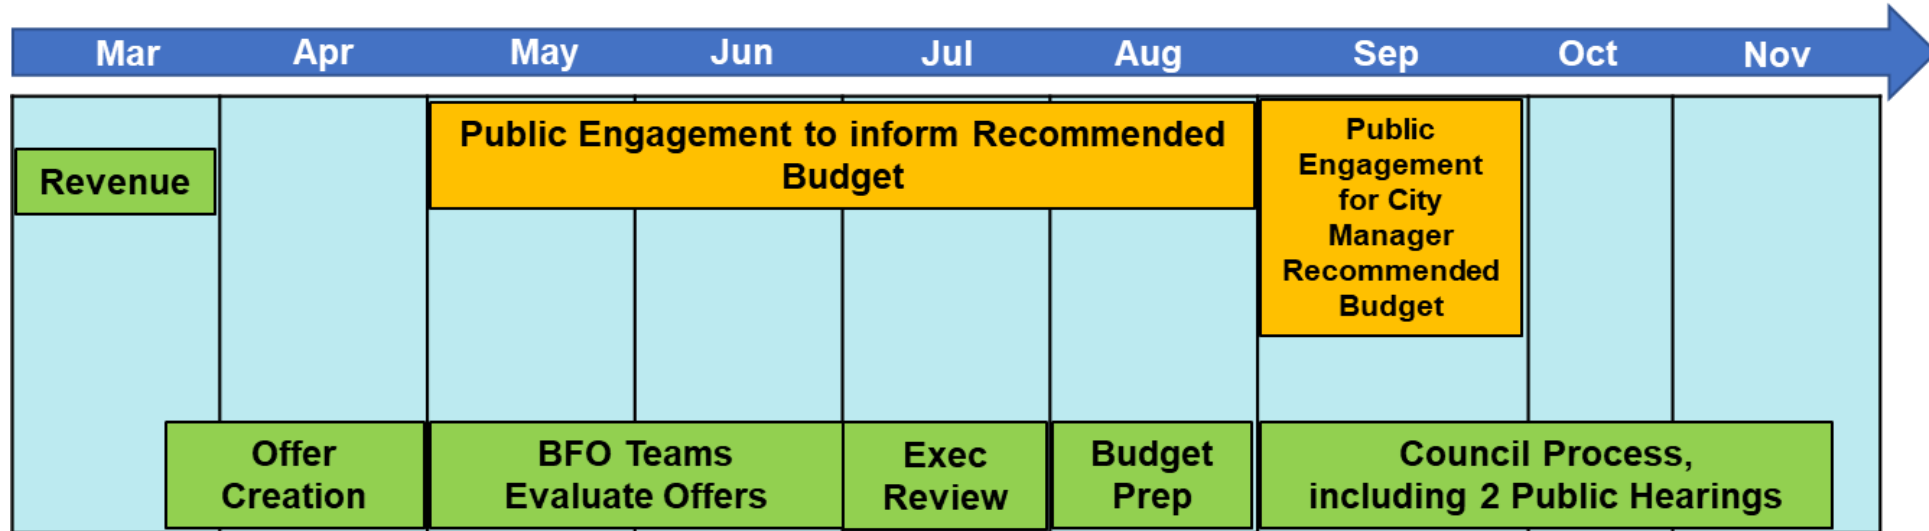 Mar Apr May Jun Jul Aug Sep Oct Nov
Revenue
Public Engagement to inform Recommended
Budget
Public
Engagement
for City
Manager
Recommended
Budget
Offer
Creation
BFO Teams
Evaluate Offers
Exec
Review
Budget
Prep
Council Process,
including 2 Public Hearings